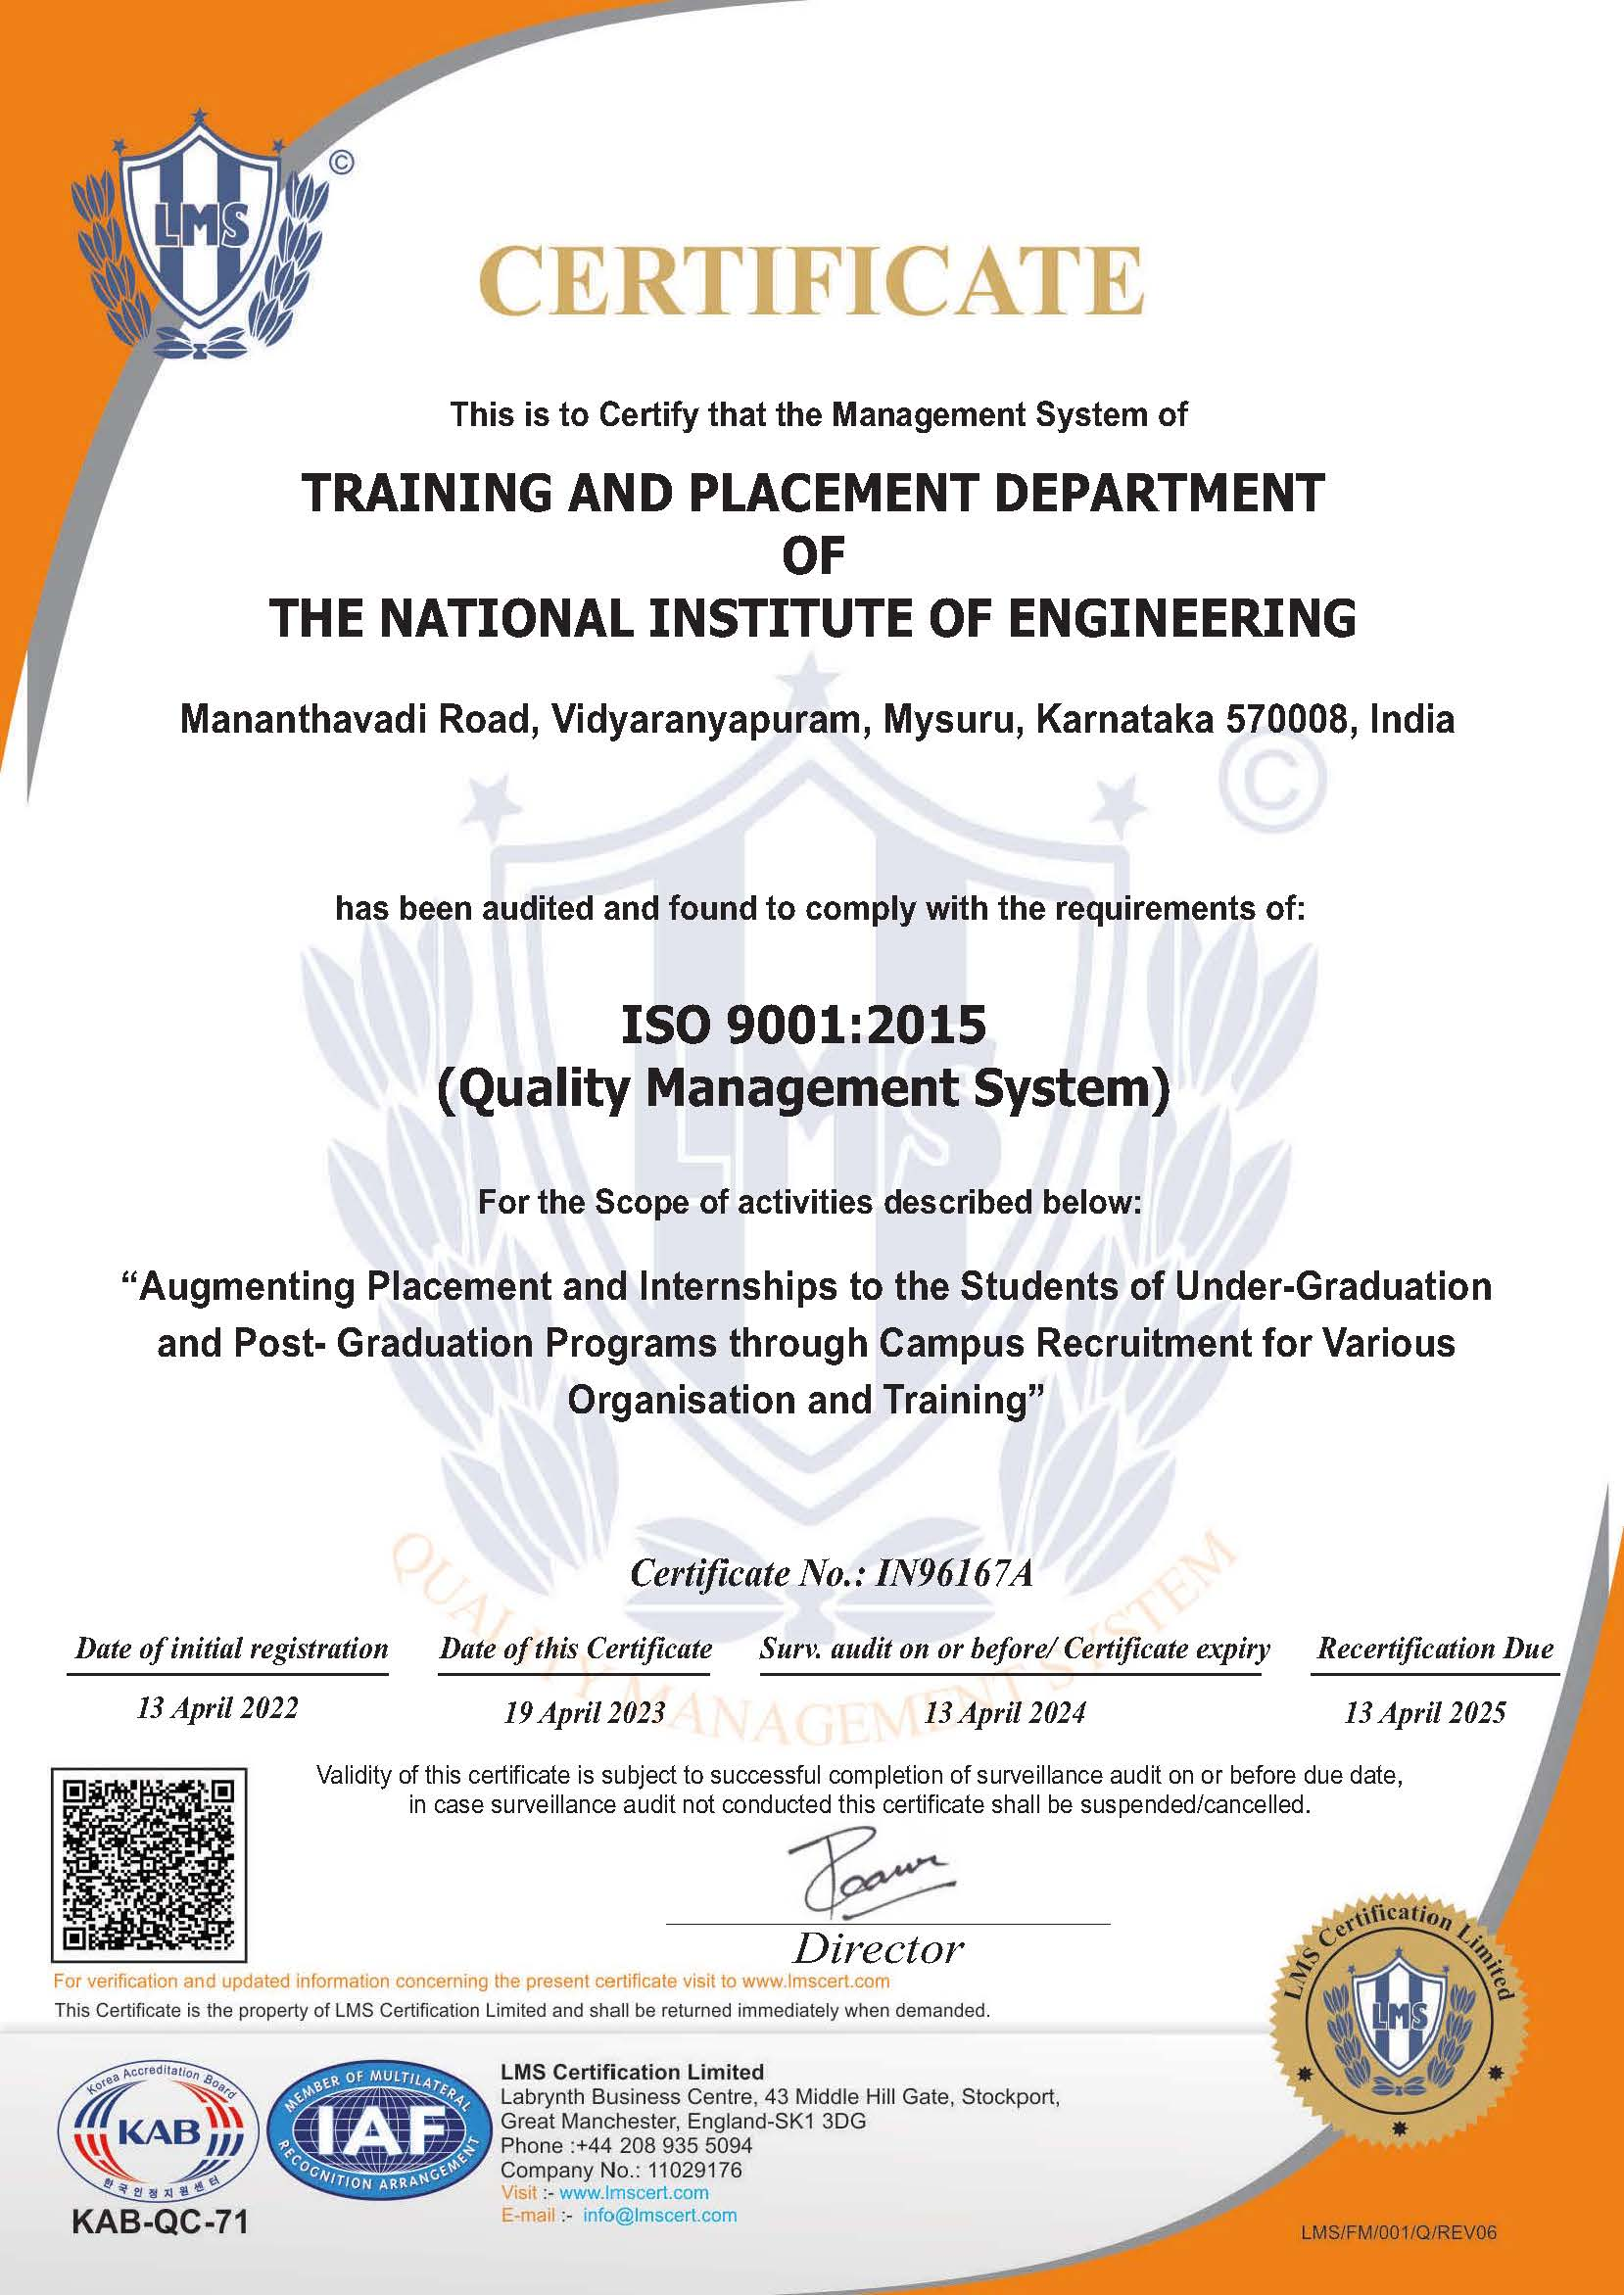 LMS
©
CERTIFICATE
This is to Certify that the Management System of
TRAINING AND PLACEMENT DEPARTMENT
OF
THE NATIONAL INSTITUTE OF ENGINEERING
Mananthavadi Road, Vidyaranyapuram, Mysuru, Karnataka 570008, India
©
has been audited and found to comply with the requirements of:
ISO 9001:2015
(Quality Management System)
LMS
For the Scope of activities described below:
“Augmenting Placement and Internships to the Students of Under-Graduation
and Post- Graduation Programs through Campus Recruitment for Various
Organisation and Training”
QUALITY MANAGEMENT SYSTEM
Certificate No.: IN96167A
Date of initial registration Date of this Certificate Surv. audit on or before/ Certificate expiry Recertification Due
13 April 2022 19 April 2023 13 April 2024 13 April 2025
Validity of this certificate is subject to successful completion of surveillance audit on or before due date,
in case surveillance audit not conducted this certificate shall be suspended/cancelled.
Director
For verification and updated information concerning the present certificate visit to www.lmscert.com
This Certificate is the property of LMS Certification Limited and shall be returned immediately when demanded.
LMS Certification Limited
LMS
Korea Accreditation Board
KAB
한국인정지원센터
KAB-QC-71
MEMBER OF MULTILATERAL
IAF
RECOGNITION ARRANGEMENT
LMS Certification Limited
Labrynth Business Centre, 43 Middle Hill Gate, Stockport,
Great Manchester, England-SK1 3DG
Phone :+44 208 935 5094
Company No.: 11029176
Visit :- www.lmscert.com
E-mail :- info@lmscert.com
LMS/FM/001/Q/REV06